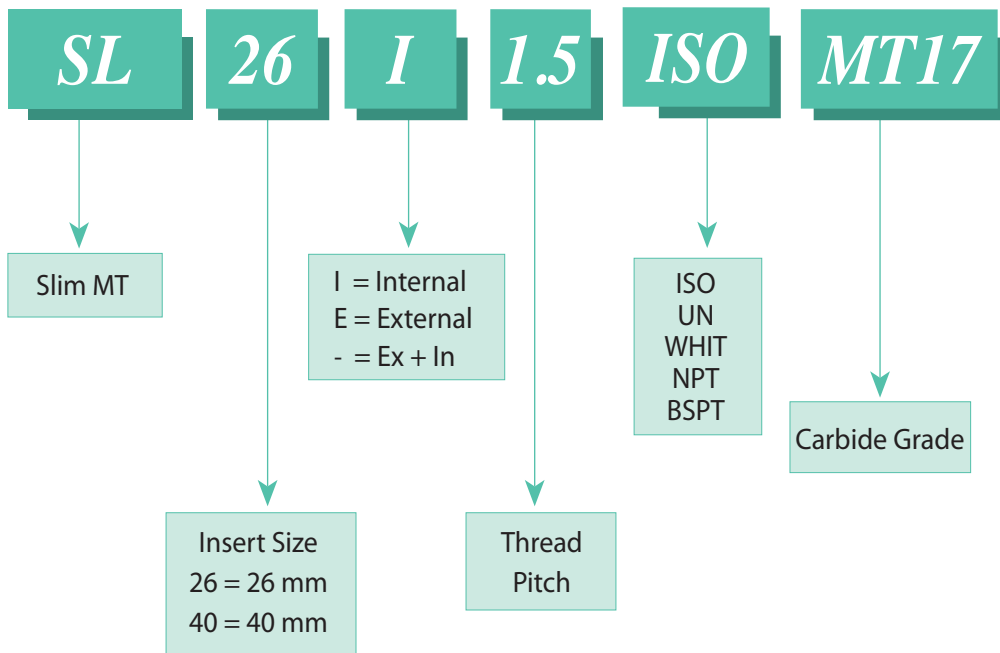 SL 26 I 1.5 ISO MT17
Slim MT
I = Internal
E = External
- = Ex + In
ISO
UN
WHIT
NPT
BSPT
Carbide Grade
Insert Size
26 = 26 mm
40 = 40 mm
Thread
Pitch